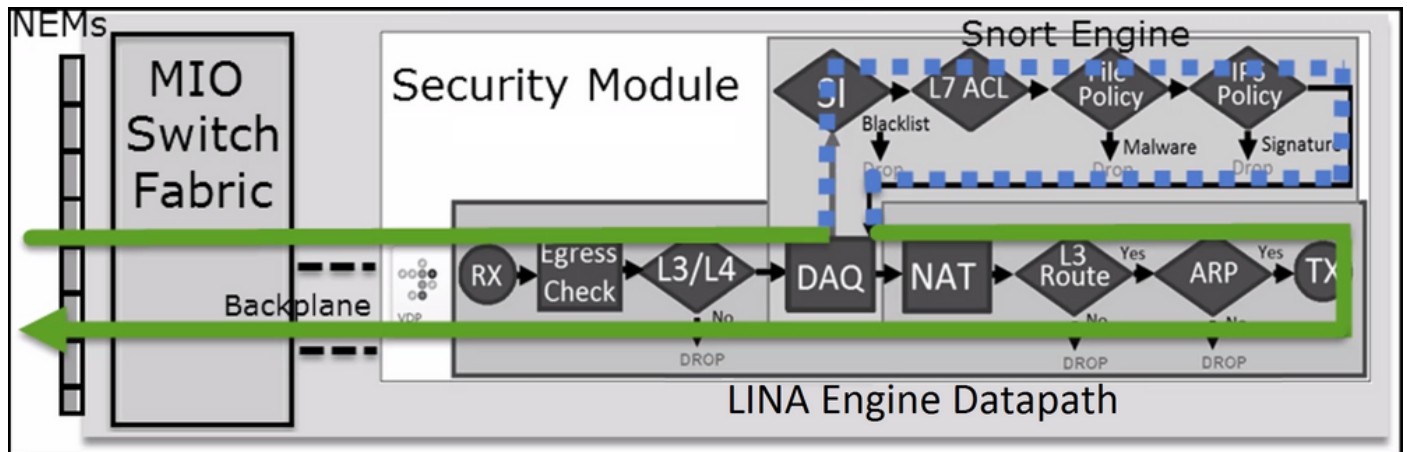 NEMs
MIO
Switch
Fabric
Security Module
Snort Engine
SI
L7 ACL
File
Policy
IPS
Policy
Blacklist
Malware
Signature
Drop
Drop
Drop
RX
Egress
Check
L3/L4
DAQ
NAT
L3
Route
Yes
ARP
Yes
TX
Backplane
VDP
No
No
No
DROP
DROP
DROP
LINA Engine Datapath